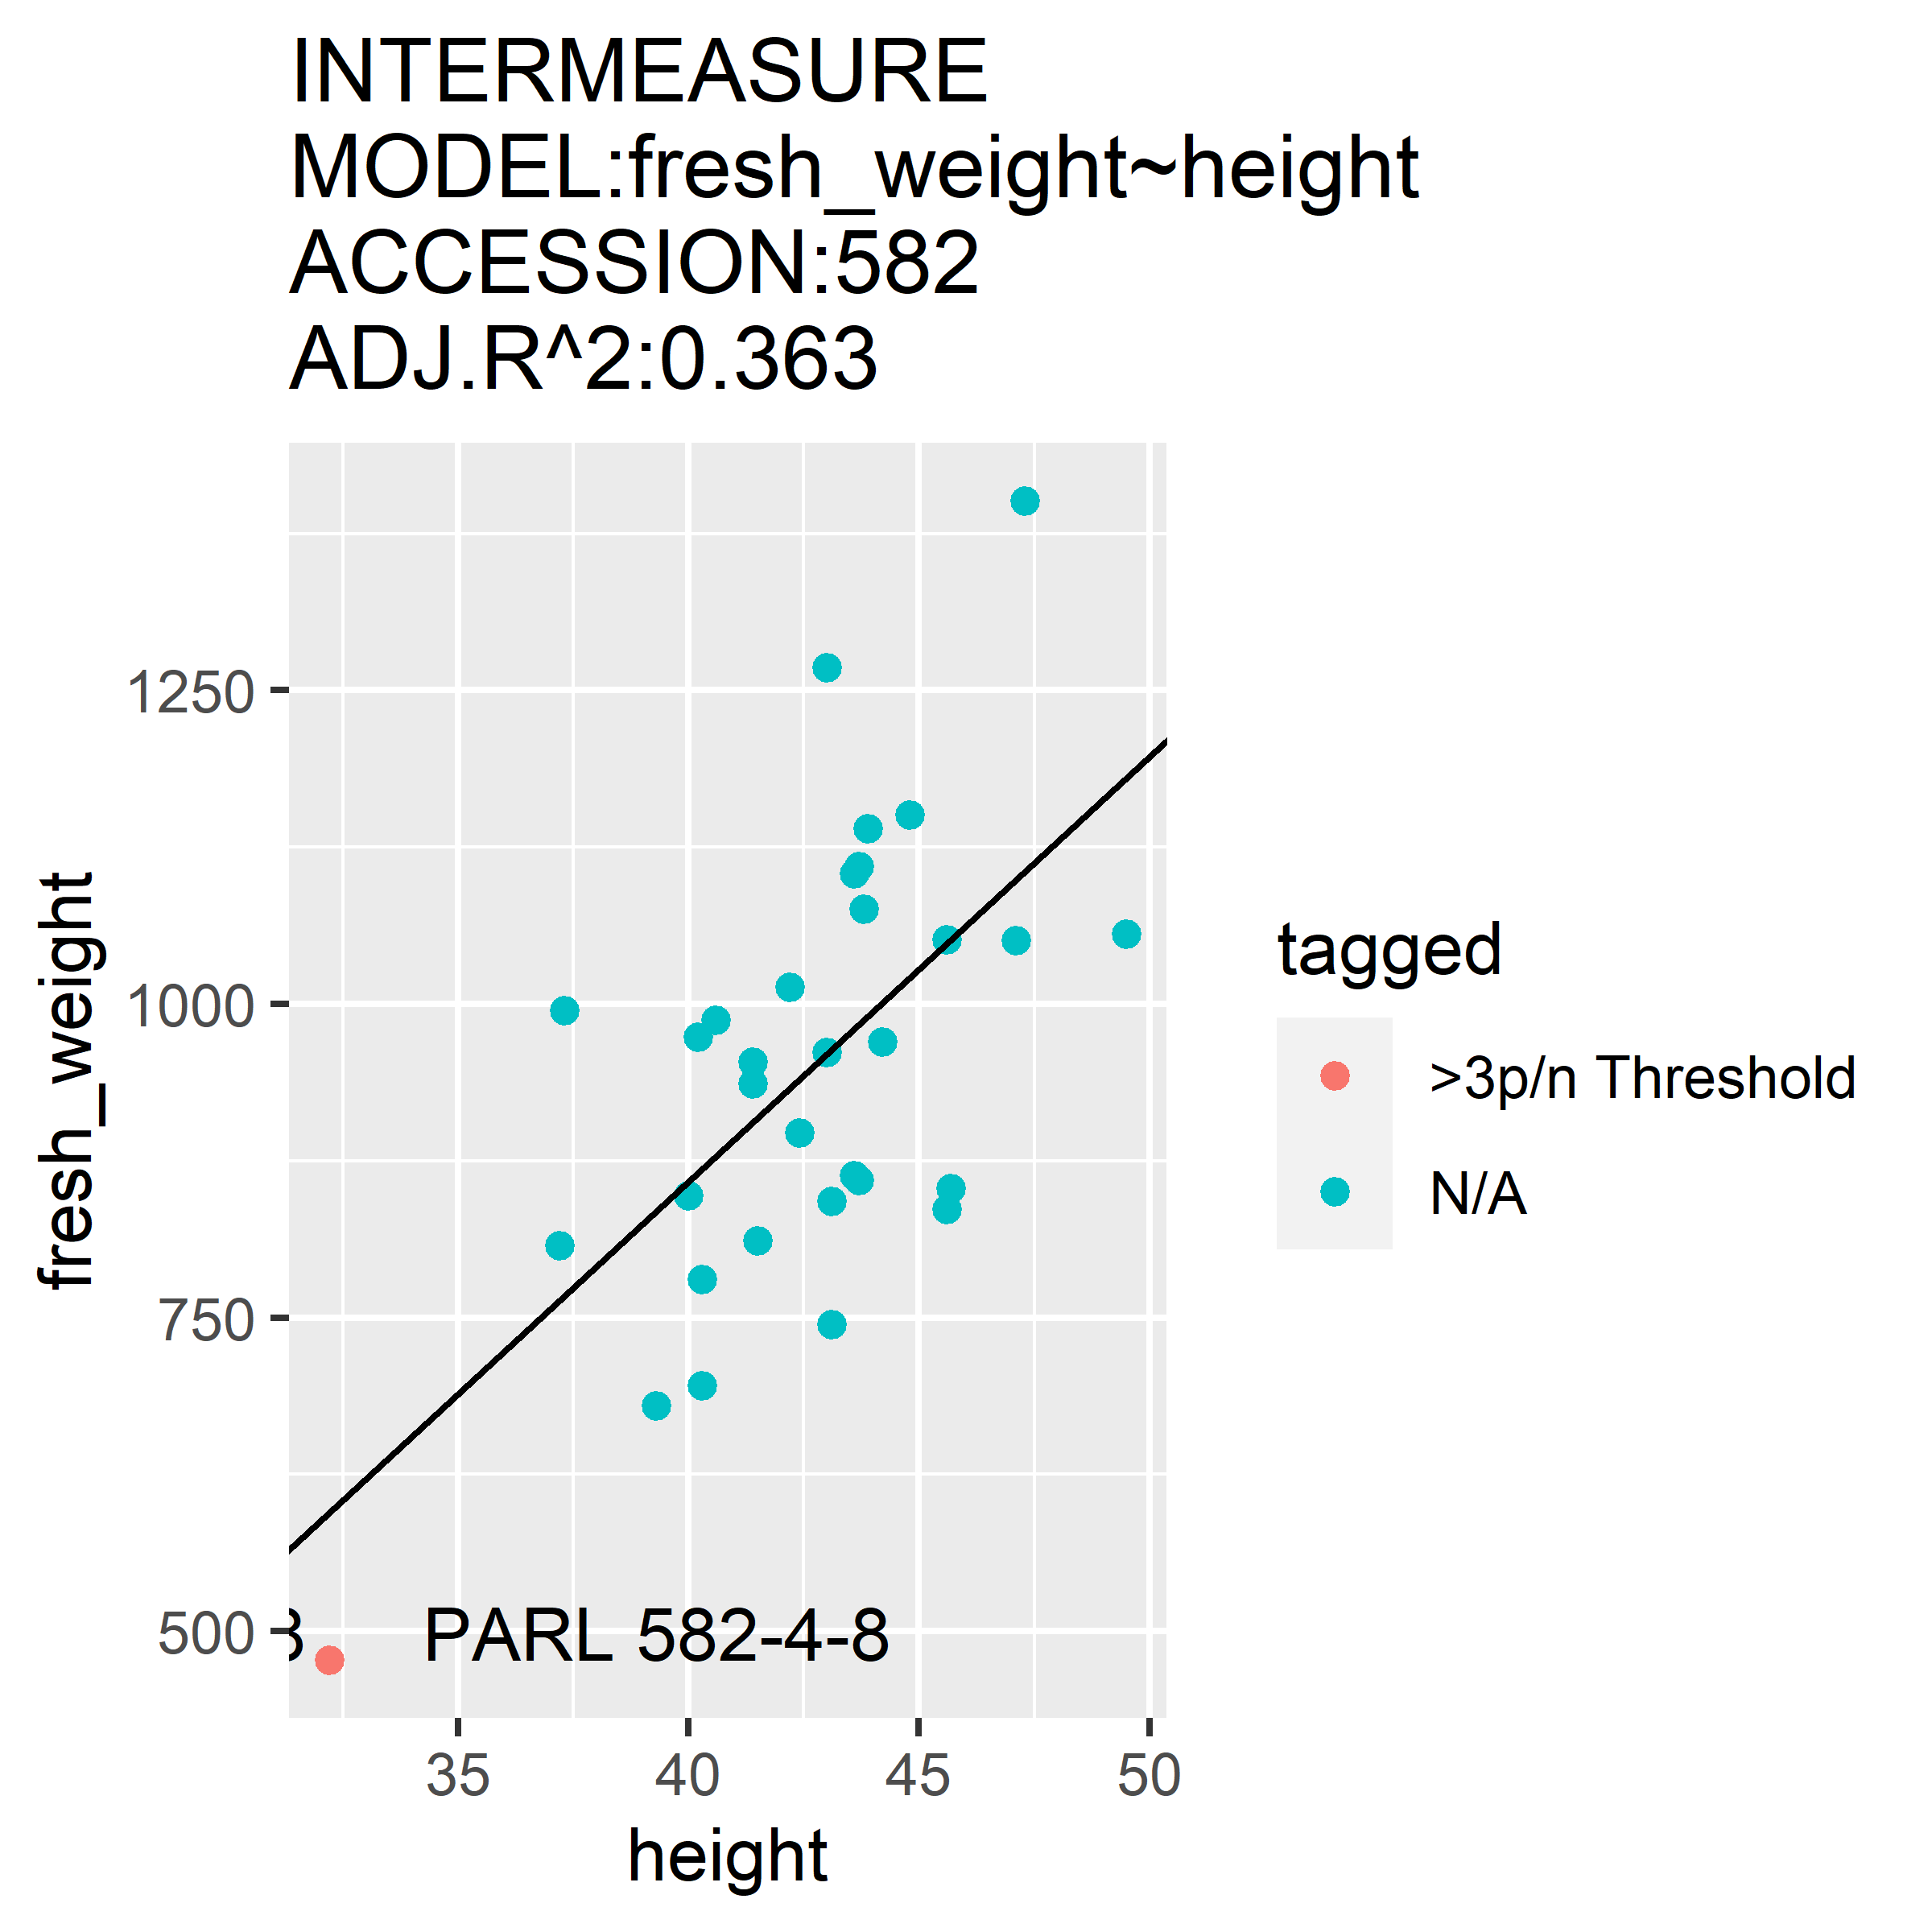 INTERMEASURE
MODEL:fresh_weight~height
ACCESSION:582
ADJ.R^2:0.363
fresh_weight
1250
1000
750
500
PARL 582-4-8
35 40 45 50
height
tagged
>3p/n Threshold
N/A